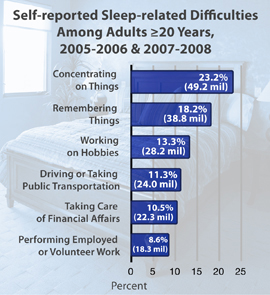 Self-reported Sleep-related Difficulties
Among Adults ≥20 Years,
2005-2006 & 2007-2008
Concentrating
on Things
23.2%
(49.2 mil)
Remembering
Things
18.2%
(38.8 mil)
Working
on Hobbies
13.3%
(28.2 mil)
Driving or Taking
Public Transportation
11.3%
(24.0 mil)
Taking Care
of Financial Affairs
10.5%
(22.3 mil)
Performing Employed
or Volunteer Work
8.6%
(18.3 mil)
0 5 10 15 20 25
Percent